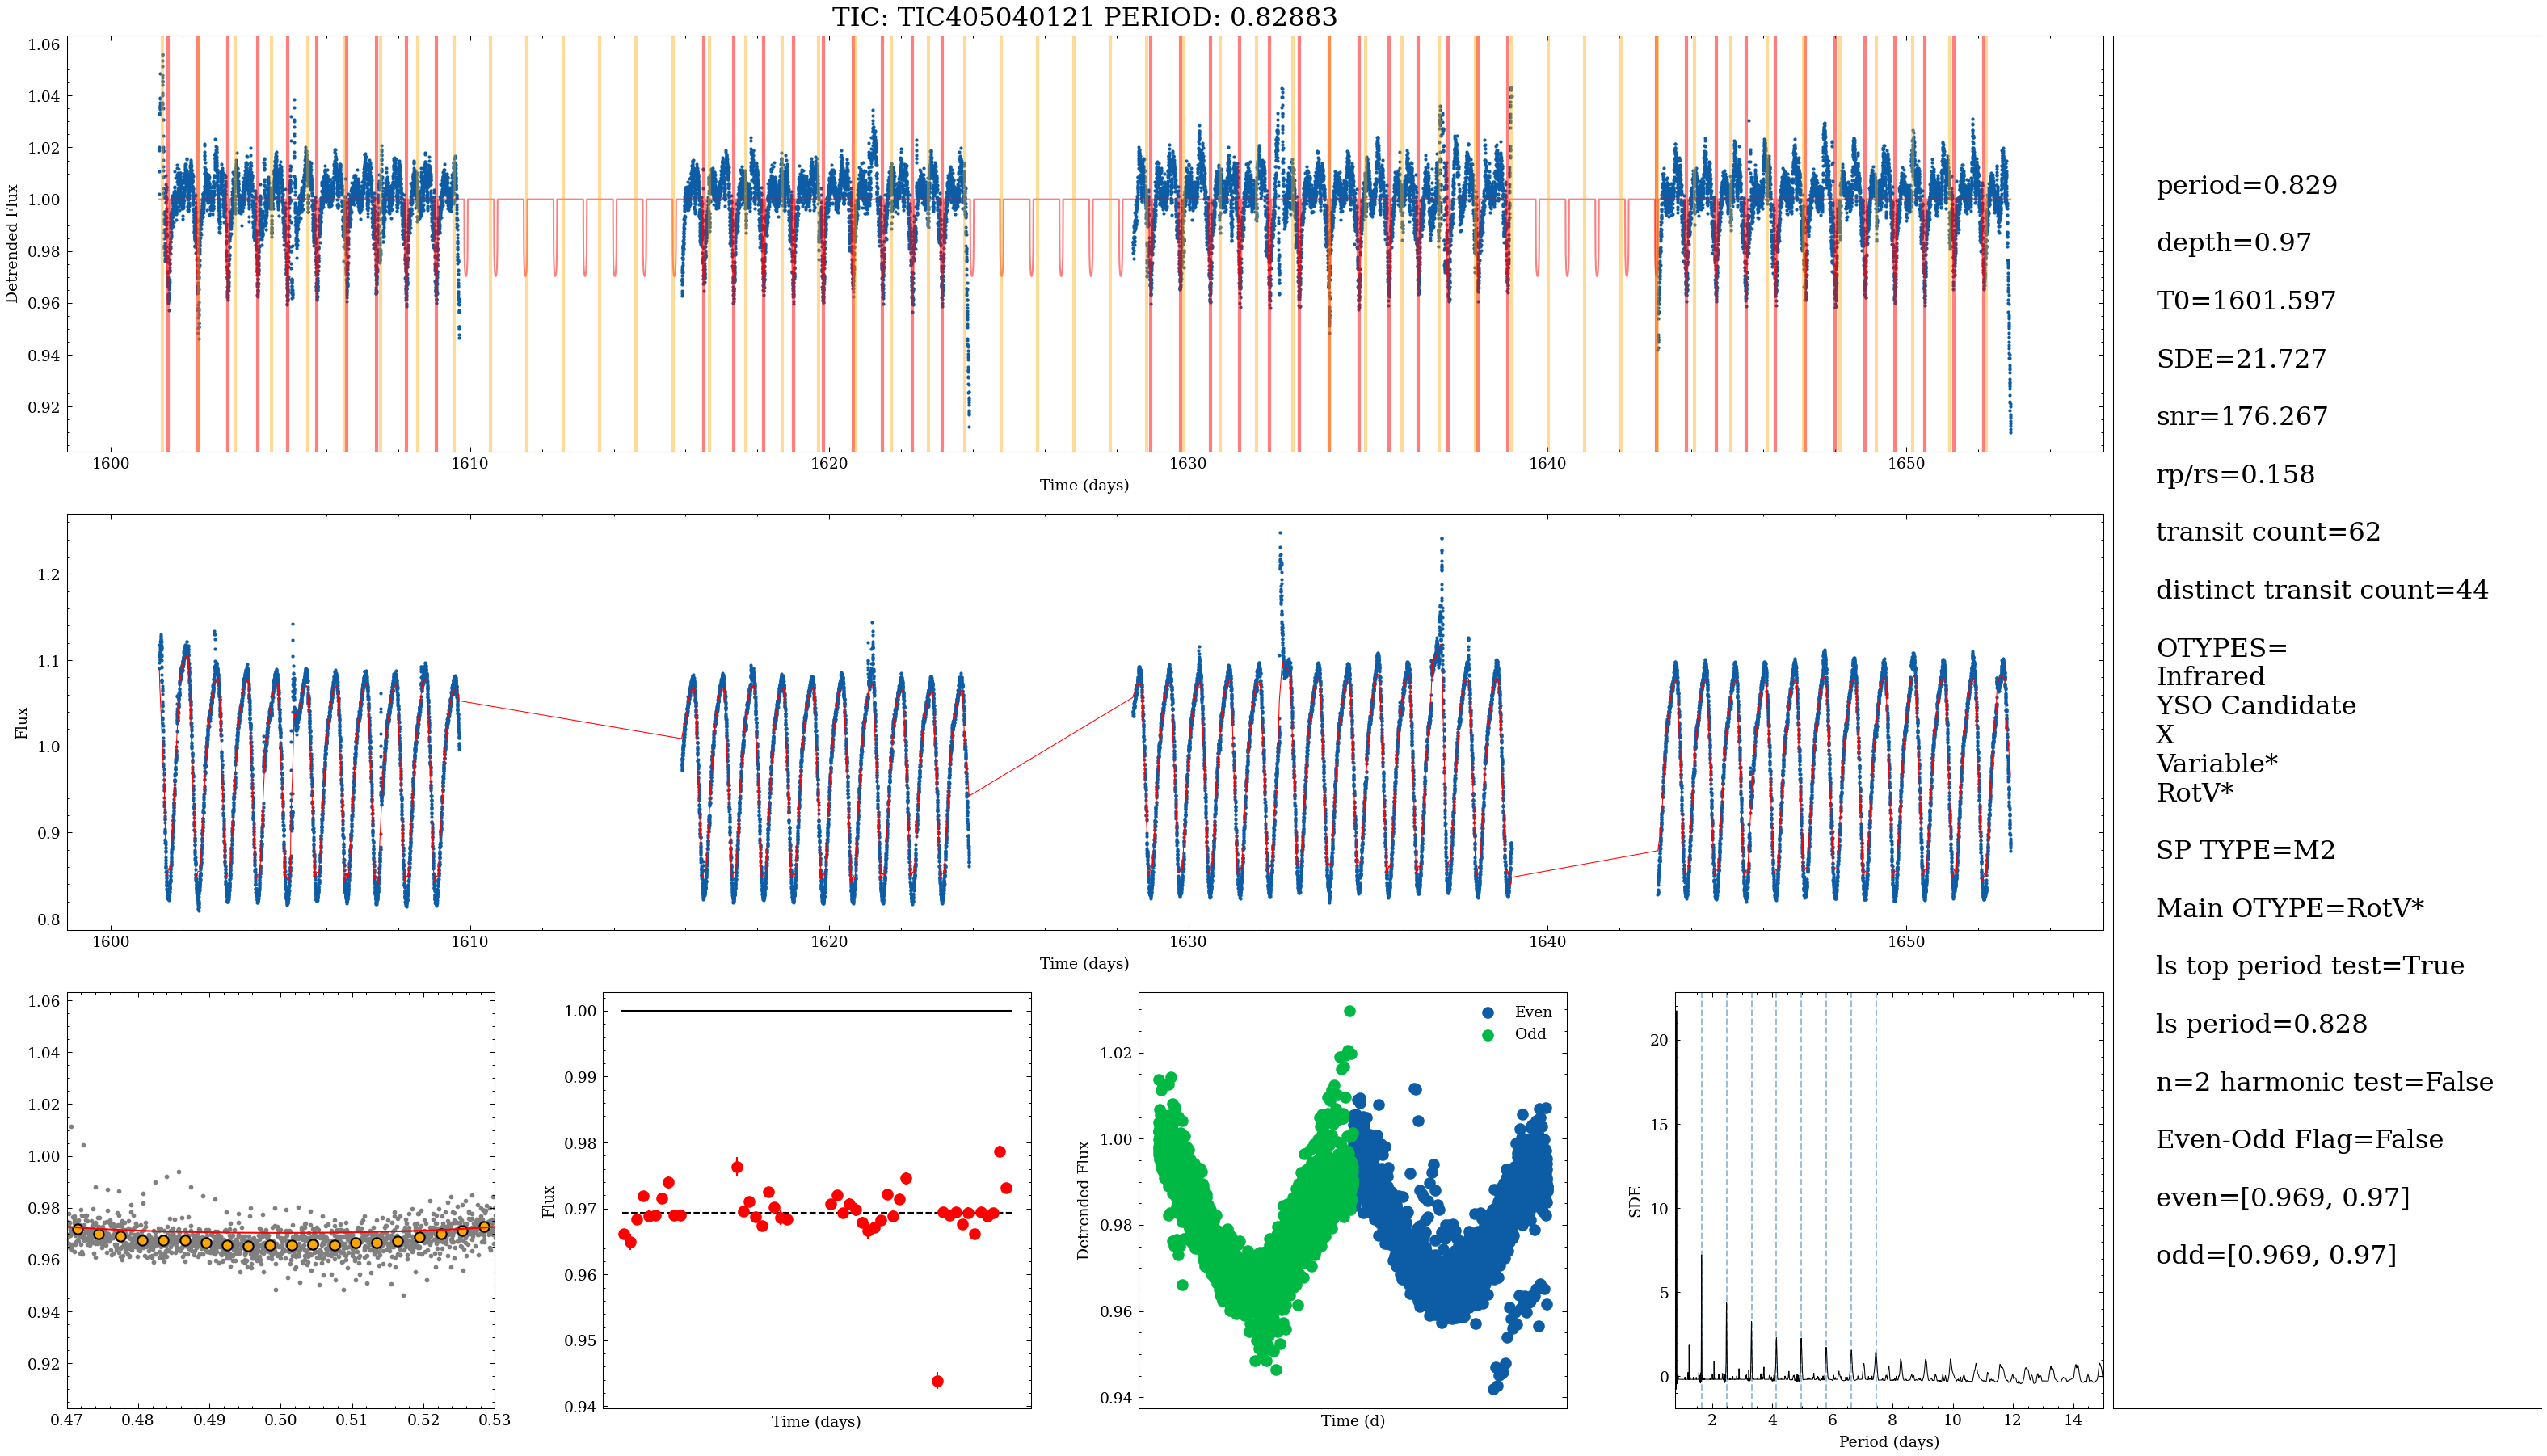 TIC: TIC405040121 PERIOD: 0.82883
1.06
1.04
1.02
1.00
0.98
0.96
0.94
0.92
Detrended Flux
1600
1610
1620
1630
1640
1650
Time (days)
1.2
1.1
1.0
0.9
0.8
Flux
1600
1610
1620
1630
1640
1650
Time (days)
1.06
1.04
1.02
1.00
0.98
0.96
0.94
0.92
0.47
0.48
0.49
0.50
0.51
0.52
0.53
1.00
0.99
0.98
0.97
0.96
0.95
0.94
Flux
Time (days)
Even
Odd
1.02
1.00
0.98
0.96
0.94
Detrended Flux
Time (d)
20
15
10
5
0
SDE
2
4
6
8
10
12
14
Period (days)
period=0.829
depth=0.97
T0=1601.597
SDE=21.727
snr=176.267
rp/rs=0.158
transit count=62
distinct transit count=44
OTYPES=
Infrared
YSO Candidate
X
Variable*
RotV*
SP TYPE=M2
Main OTYPE=RotV*
ls top period test=True
ls period=0.828
n=2 harmonic test=False
Even-Odd Flag=False
even=[0.969, 0.97]
odd=[0.969, 0.97]